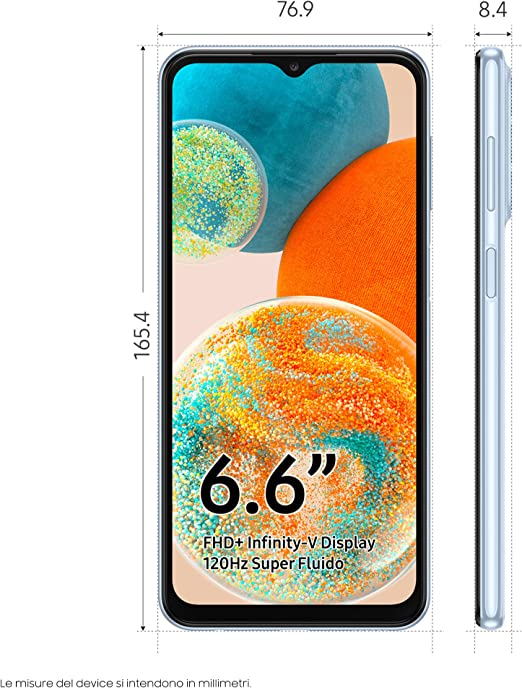 76.9
8.4
165.4
6.6”
FHD+ Infinity-V Display
120Hz Super Fluido
Le misure del device si intendono in millimetri.